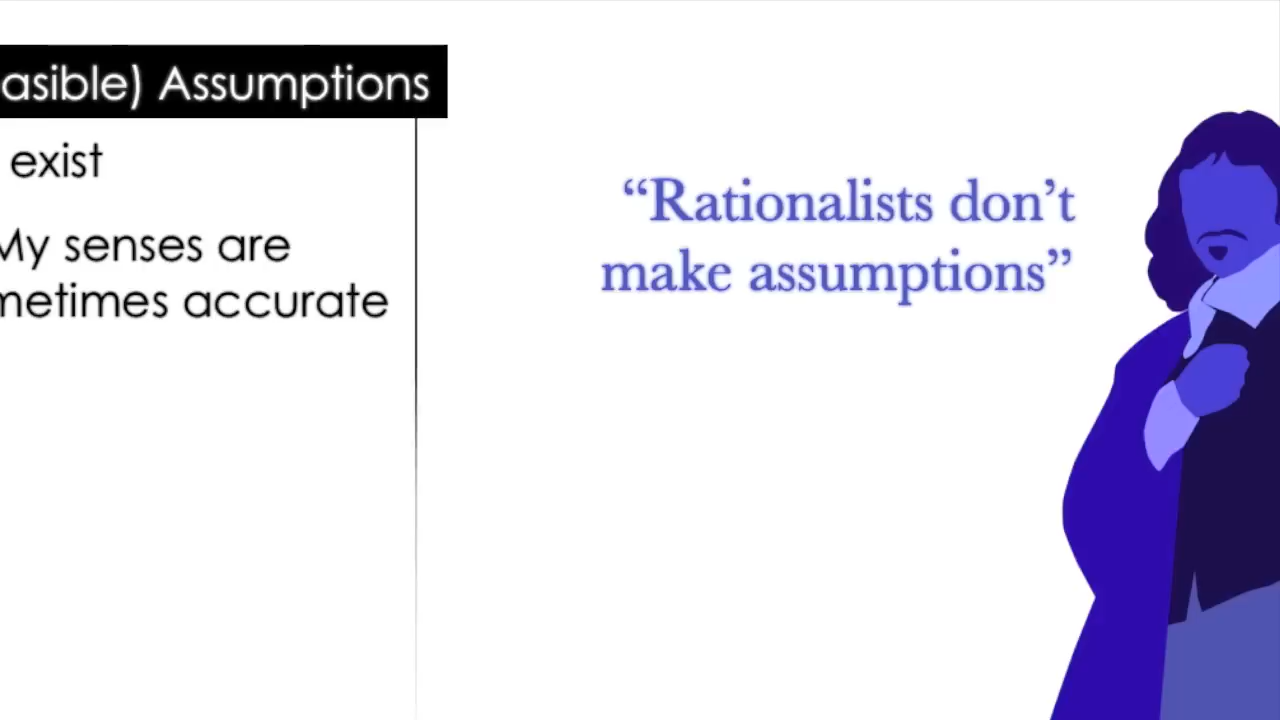 asible) Assumptions
exist
My senses are
metimes accurate
“Rationalists don’t
make assumptions”